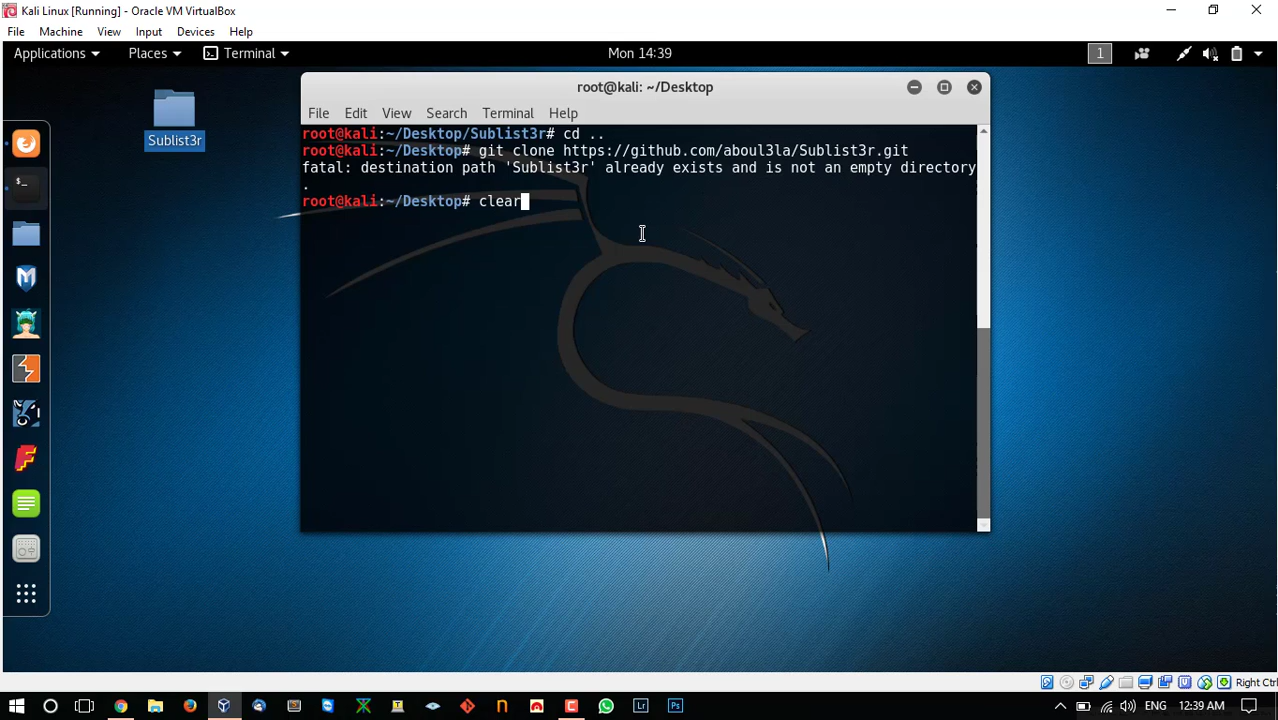 Kali Linux [Running] - Oracle VM VirtualBox
File Machine View Input Devices Help
Applications Places Terminal Mon 14:39 1
Sublist3r
root@kali: ~/Desktop
File Edit View Search Terminal Help
root@kali:~/Desktop/Sublist3r# cd ..
root@kali:~/Desktop# git clone https://github.com/aboul3la/Sublist3r.git
fatal: destination path 'Sublist3r' already exists and is not an empty directory
.
root@kali:~/Desktop# clear
Right Ctrl
Lr Ps ENG 12:39 AM